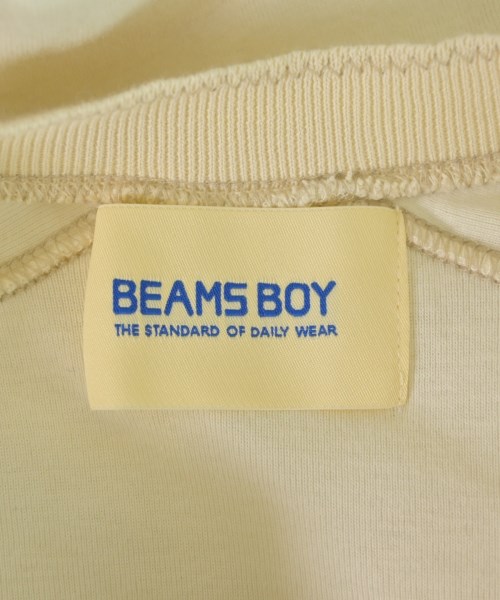 BEAMS BOY
THE STANDARD OF DAILY WEAR